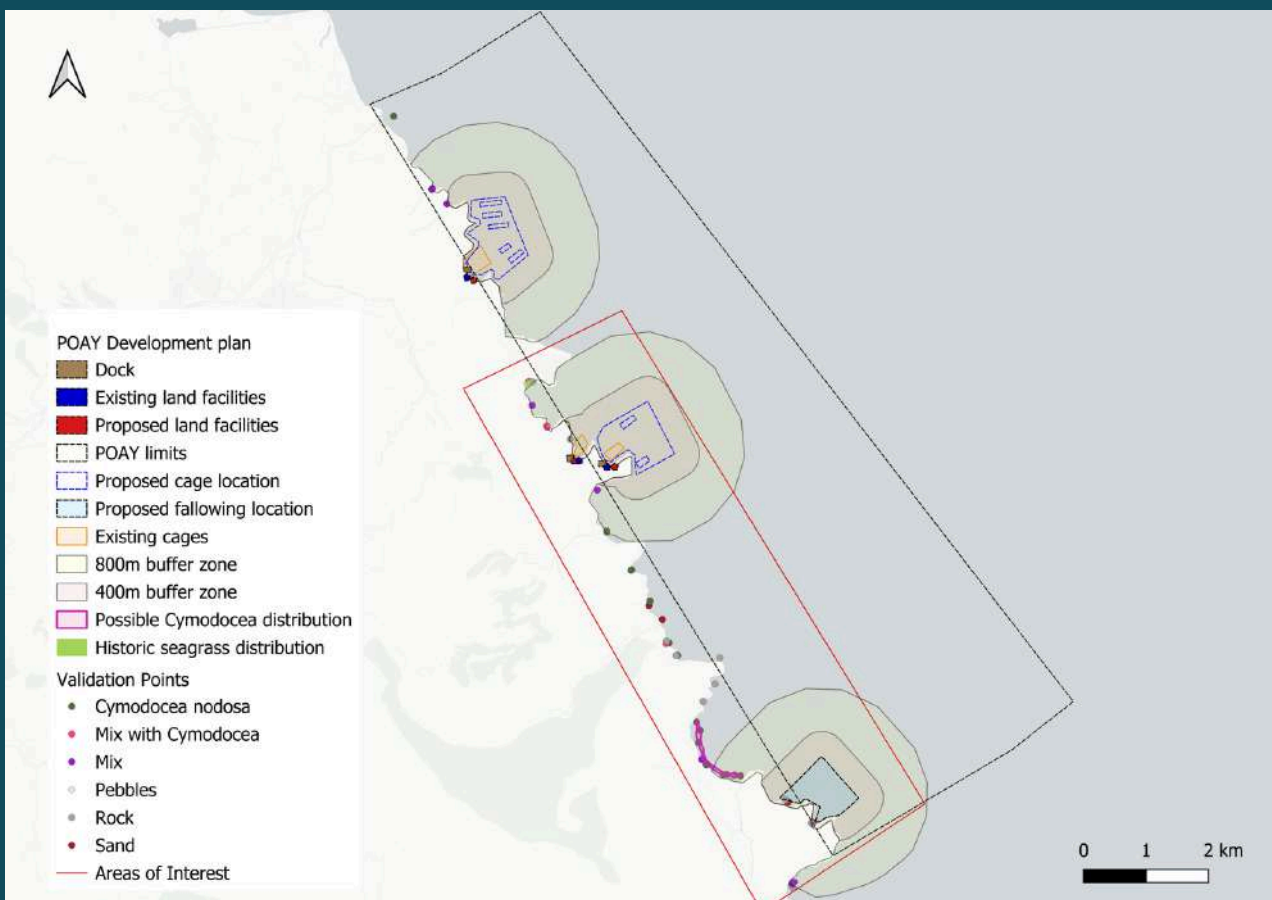 POAY Development plan
Dock
Existing land facilities
Proposed land facilities
POAY limits
Proposed cage location
Proposed fallowing location
Existing cages
800m buffer zone
400m buffer zone
Possible Cymodocea distribution
Historic seagrass distribution
Validation Points
Cymodocea nodosa
Mix with Cymodocea
Mix
Pebbles
Rock
Sand
Areas of Interest
0 1 2 km